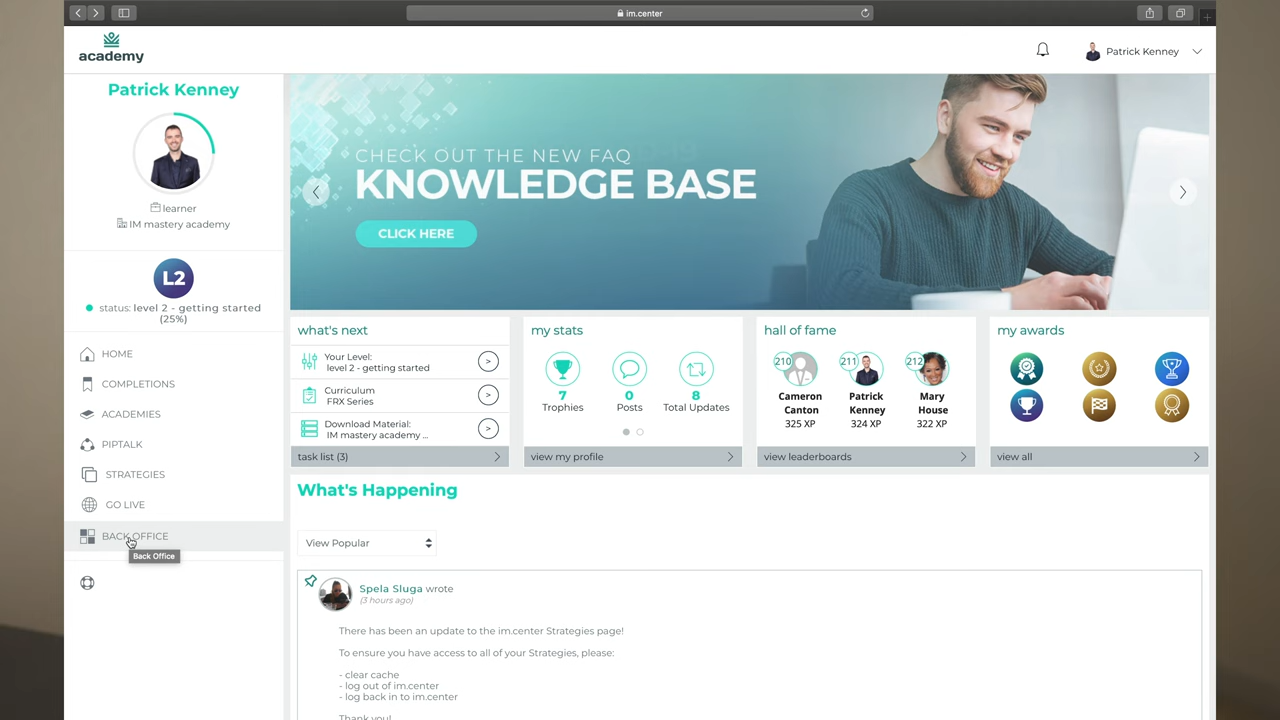 im.center
academy
Patrick Kenney
Patrick Kenney
learner
IM mastery academy
L2
status: level 2 - getting started
(25%)
HOME
COMPLETIONS
ACADEMIES
PIPTALK
STRATEGIES
GO LIVE
BACK OFFICE
Back Office
CHECK OUT THE NEW FAQ
KNOWLEDGE BASE
CLICK HERE
what's next
Your Level:
level 2 - getting started
>
Curriculum
FRX Series
>
Download Material:
IM mastery academy ...
>
task list (3)
my stats
7
Trophies
0
Posts
8
Total Updates
view my profile
hall of fame
210
Cameron
Canton
325 XP
211
Patrick
Kenney
324 XP
212
Mary
House
322 XP
view leaderboards
my awards
view all
What's Happening
View Popular
Spela Sluga wrote
(3 hours ago)
There has been an update to the im.center Strategies page!
To ensure you have access to all of your Strategies, please:
- clear cache
- log out of im.center
- log back in to im.center
Thank you!